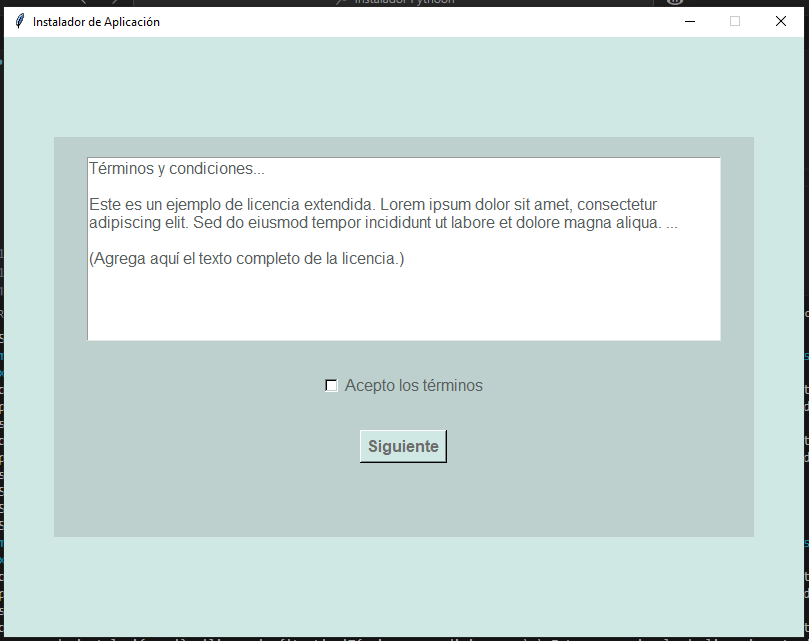 Instalador de Aplicación
Términos y condiciones...
Este es un ejemplo de licencia extendida. Lorem ipsum dolor sit amet, consectetur
adipiscing elit. Sed do eiusmod tempor incididunt ut labore et dolore magna aliqua. ...
(Agrega aquí el texto completo de la licencia.)
Acepto los términos
Siguiente